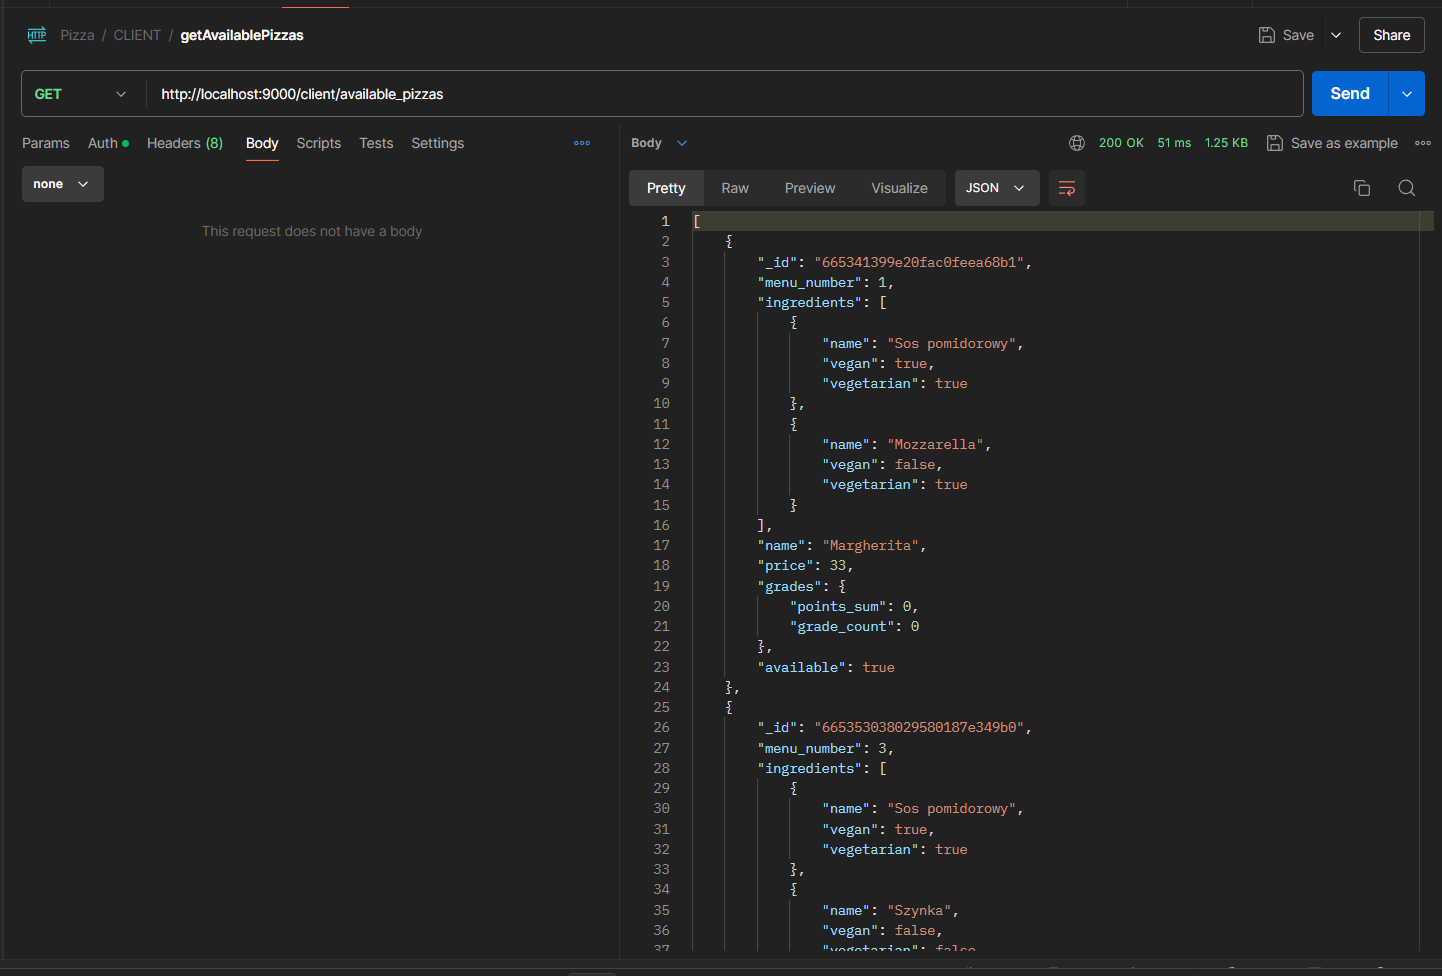 HTTP Pizza / CLIENT / getAvailablePizzas
Save
Share
GET
http://localhost:9000/client/available_pizzas
Send
Params Auth Headers (8) Body Scripts Tests Settings
none
This request does not have a body
Body
200 OK 51 ms 1.25 KB Save as example
Pretty Raw Preview Visualize JSON
1 [
2 {
3 "_id": "665341399e20fac0feea68b1",
4 "menu_number": 1,
5 "ingredients": [
6 {
7 "name": "Sos pomidorowy",
8 "vegan": true,
9 "vegetarian": true
10 },
11 {
12 "name": "Mozzarella",
13 "vegan": false,
14 "vegetarian": true
15 }
16 ],
17 "name": "Margherita",
18 "price": 33,
19 "grades": {
20 "points_sum": 0,
21 "grade_count": 0
22 },
23 "available": true
24 },
25 {
26 "_id": "665353038029580187e349b0",
27 "menu_number": 3,
28 "ingredients": [
29 {
30 "name": "Sos pomidorowy",
31 "vegan": true,
32 "vegetarian": true
33 },
34 {
35 "name": "Szynka",
36 "vegan": false,
37 "vegetarian": false